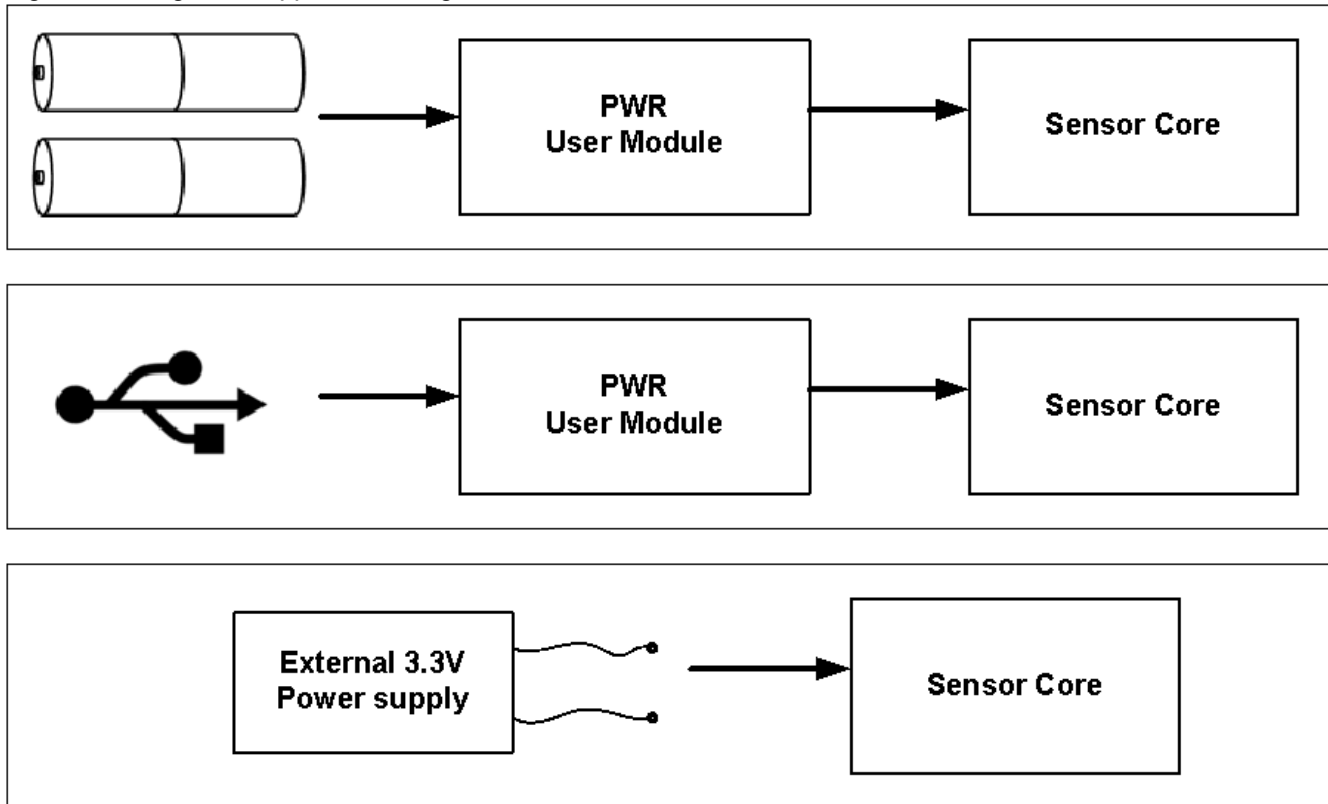 PWR
User Module
Sensor Core
PWR
User Module
Sensor Core
External 3.3V
Power supply
Sensor Core